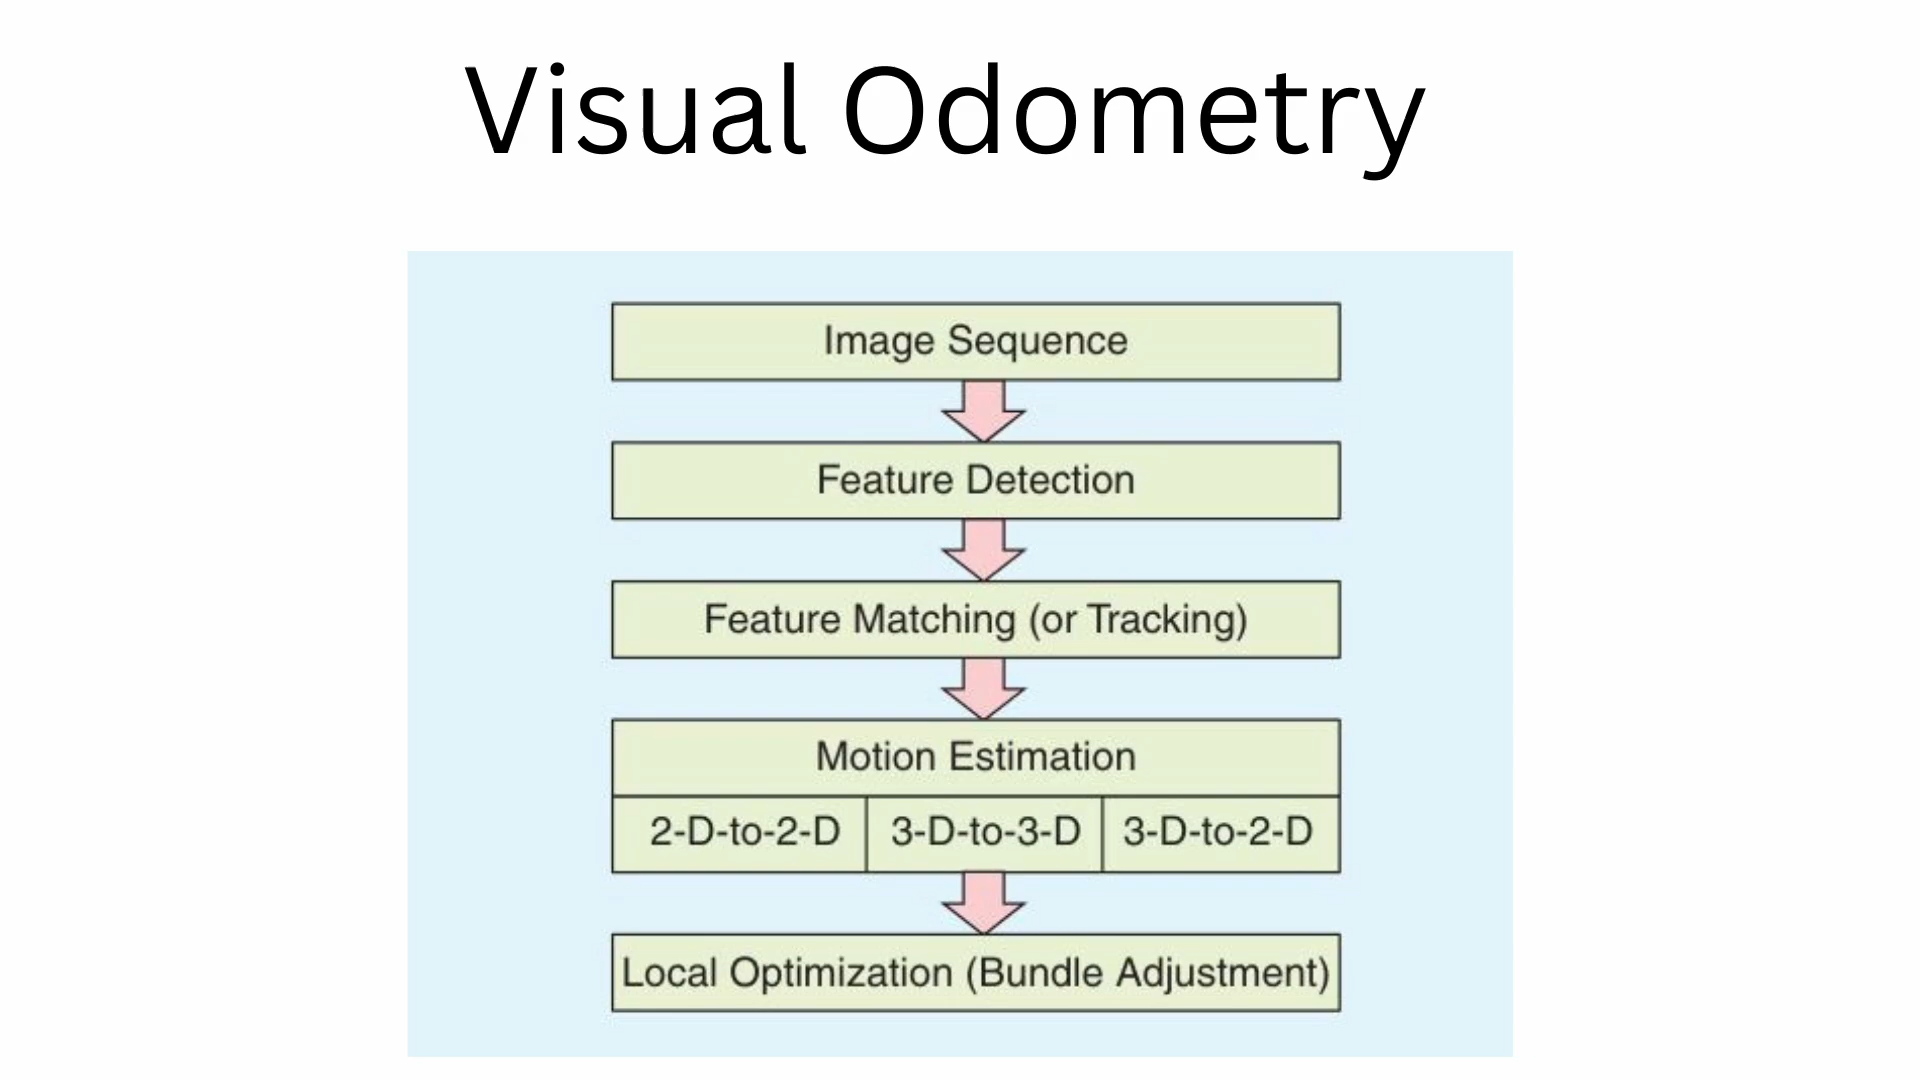 Visual Odometry
Image Sequence
Feature Detection
Feature Matching (or Tracking)
Motion Estimation
2-D-to-2-D 3-D-to-3-D 3-D-to-2-D
Local Optimization (Bundle Adjustment)